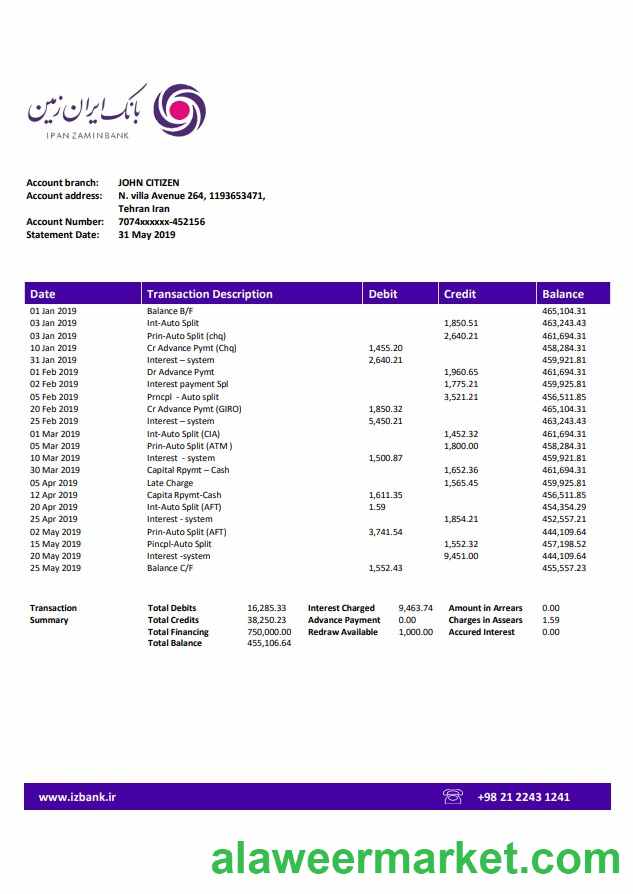 بانک ایران زمین
IPANZAMINBANK
Account branch: JOHN CITIZEN
Account address: N. villa Avenue 264, 1193653471,
Tehran Iran
Account Number: 7074xxxxxx-452156
Statement Date: 31 May 2019
Date Transaction Description Debit Credit Balance
01 Jan 2019 Balance B/F 465,104.31
03 Jan 2019 Int-Auto Split 1,850.51 463,243.43
03 Jan 2019 Prin-Auto Split (chq) 2,640.21 461,694.31
10 Jan 2019 Cr Advance Pymt (Chq) 1,455.20 458,284.31
31 Jan 2019 Interest – system 2,640.21 459,921.81
01 Feb 2019 Dr Advance Pymt 1,960.65 461,694.31
02 Feb 2019 Interest payment Spl 1,775.21 459,925.81
05 Feb 2019 Prncpl - Auto split 3,521.21 456,511.85
20 Feb 2019 Cr Advance Pymt (GIRO) 1,850.32 465,104.31
25 Feb 2019 Interest – system 5,450.21 463,243.43
01 Mar 2019 Int-Auto Split (CIA) 1,452.32 461,694.31
05 Mar 2019 Prin-Auto Split (ATM ) 1,800.00 458,284.31
10 Mar 2019 Interest - system 1,500.87 459,921.81
30 Mar 2019 Capital Rpymt – Cash 1,652.36 461,694.31
05 Apr 2019 Late Charge 1,565.45 459,925.81
12 Apr 2019 Capita Rpymt-Cash 1,611.35 456,511.85
20 Apr 2019 Int-Auto Split (AFT) 1.59 454,354.29
25 Apr 2019 Interest - system 1,854.21 452,557.21
02 May 2019 Prin-Auto Split (AFT) 3,741.54 444,109.64
15 May 2019 Pincpl-Auto Split 1,552.32 457,198.52
20 May 2019 Interest -system 9,451.00 444,109.64
25 May 2019 Balance C/F 1,552.43 455,557.23
Transaction Total Debits 16,285.33 Interest Charged 9,463.74 Amount in Arrears 0.00
Summary Total Credits 38,250.23 Advance Payment 0.00 Charges in Assears 1.59
Total Financing 750,000.00 Redraw Available 1,000.00 Accured Interest 0.00
Total Balance 455,106.64
www.izbank.ir +98 21 2243 1241
alaweermarket.com